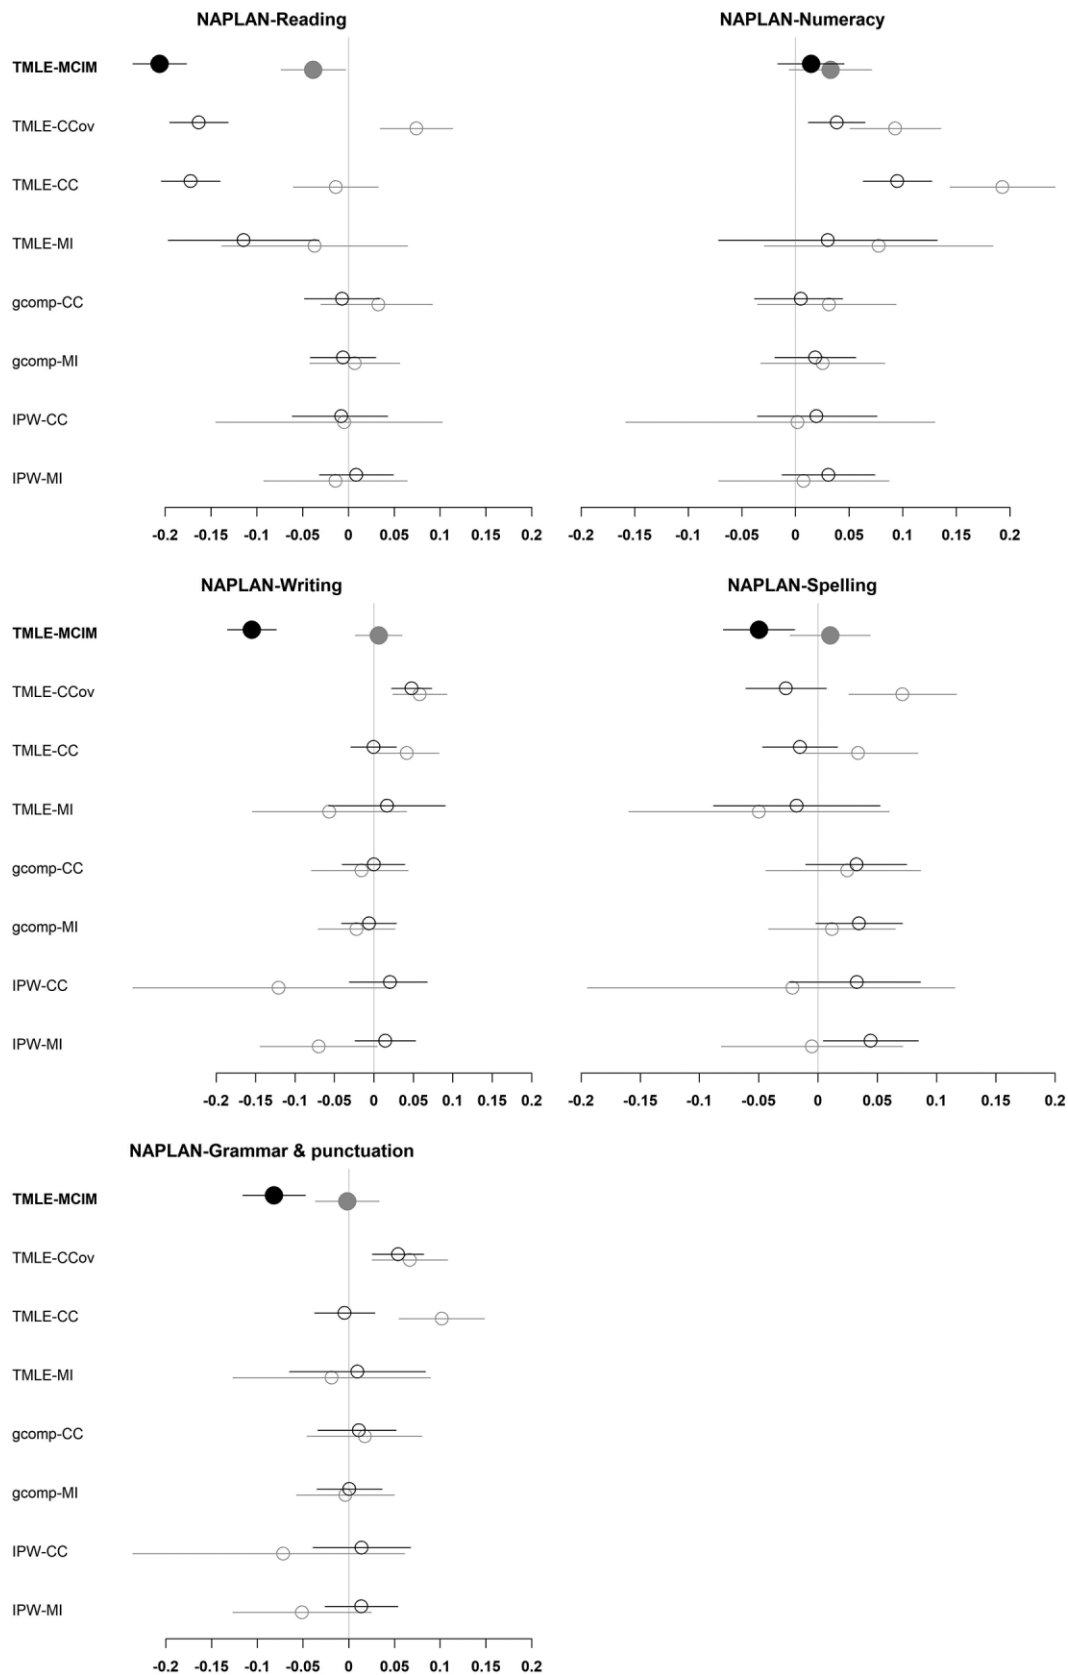 NAPLAN-Reading
TMLE-MCIM
TMLE-CCov
TMLE-CC
TMLE-MI
gcomp-CC
gcomp-MI
IPW-CC
IPW-MI
-0.2 -0.15 -0.1 -0.05 0 0.05 0.1 0.15 0.2
NAPLAN-Numeracy
-0.2 -0.15 -0.1 -0.05 0 0.05 0.1 0.15 0.2
NAPLAN-Writing
TMLE-MCIM
TMLE-CCov
TMLE-CC
TMLE-MI
gcomp-CC
gcomp-MI
IPW-CC
IPW-MI
-0.2 -0.15 -0.1 -0.05 0 0.05 0.1 0.15 0.2
NAPLAN-Spelling
-0.2 -0.15 -0.1 -0.05 0 0.05 0.1 0.15 0.2
NAPLAN-Grammar & punctuation
TMLE-MCIM
TMLE-CCov
TMLE-CC
TMLE-MI
gcomp-CC
gcomp-MI
IPW-CC
IPW-MI
-0.2 -0.15 -0.1 -0.05 0 0.05 0.1 0.15 0.2